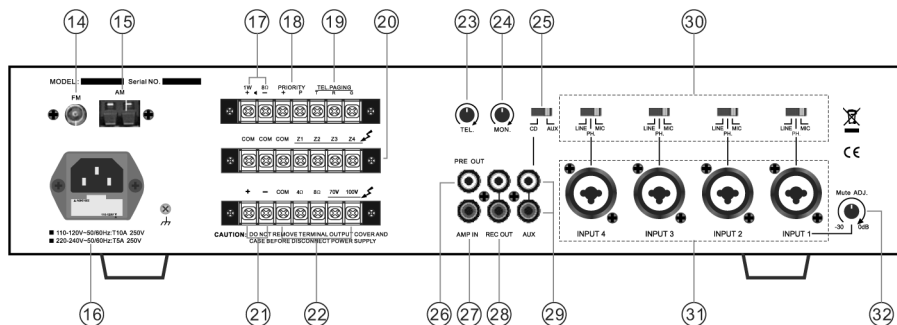 14 15 17 18 19 20 23 24 25 30
MODEL: Serial NO.
FM AM
1W 8Ω PRIORITY TEL.PAGING
+ ◄ − + P T R G
COM COM COM Z1 Z2 Z3 Z4
+ − COM 4Ω 8Ω 70V 100V
CAUTION: DO NOT REMOVE TERMINAL OUTPUT COVER AND
CASE BEFORE DISCONNECT POWER SUPPLY
110-120V~50/60Hz:T10A 250V
220-240V~50/60Hz:T5A 250V
TEL. MON. CD AUX
LINE MIC LINE MIC LINE MIC LINE MIC
PH. PH. PH. PH.
CE
PRE OUT
AMP IN REC OUT AUX
INPUT 4 INPUT 3 INPUT 2 INPUT 1
Mute ADJ.
-30 0dB
16 21 22 26 27 28 29 31 32